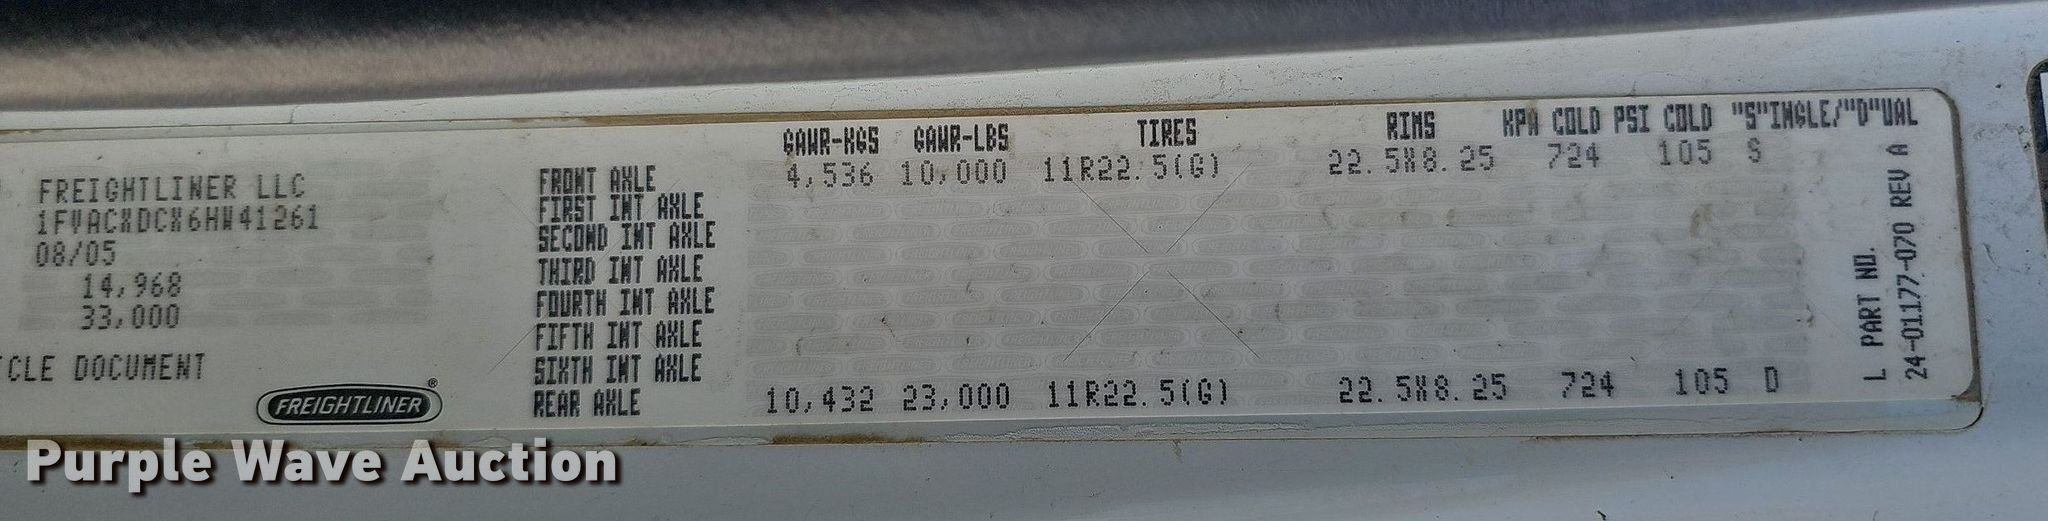 GAWR-KGS GAWR-LBS TIRES RIMS KPA COLD PSI COLD "S"INGLE/"D"UAL
FREIGHTLINER LLC
1FVACXDCX6HW41261
08/05
14,968
33,000
CLE DOCUMENT
FREIGHTLINER®
FRONT AXLE 4,536 10,000 11R22.5(G) 22.5X8.25 724 105 S
FIRST INT AXLE
SECOND INT AXLE
THIRD INT AXLE
FOURTH INT AXLE
FIFTH INT AXLE
SIXTH INT AXLE
REAR AXLE 10,432 23,000 11R22.5(G) 22.5X8.25 724 105 D
L PART NO.
24-01177-070 REV A
Purple Wave Auction